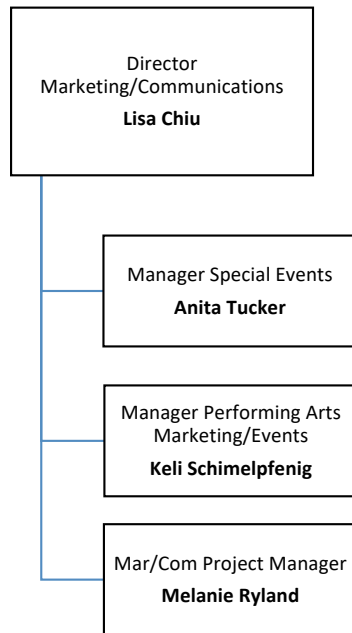 Director
Marketing/Communications
Lisa Chiu
Manager Special Events
Anita Tucker
Manager Performing Arts
Marketing/Events
Keli Schimelpfenig
Mar/Com Project Manager
Melanie Ryland